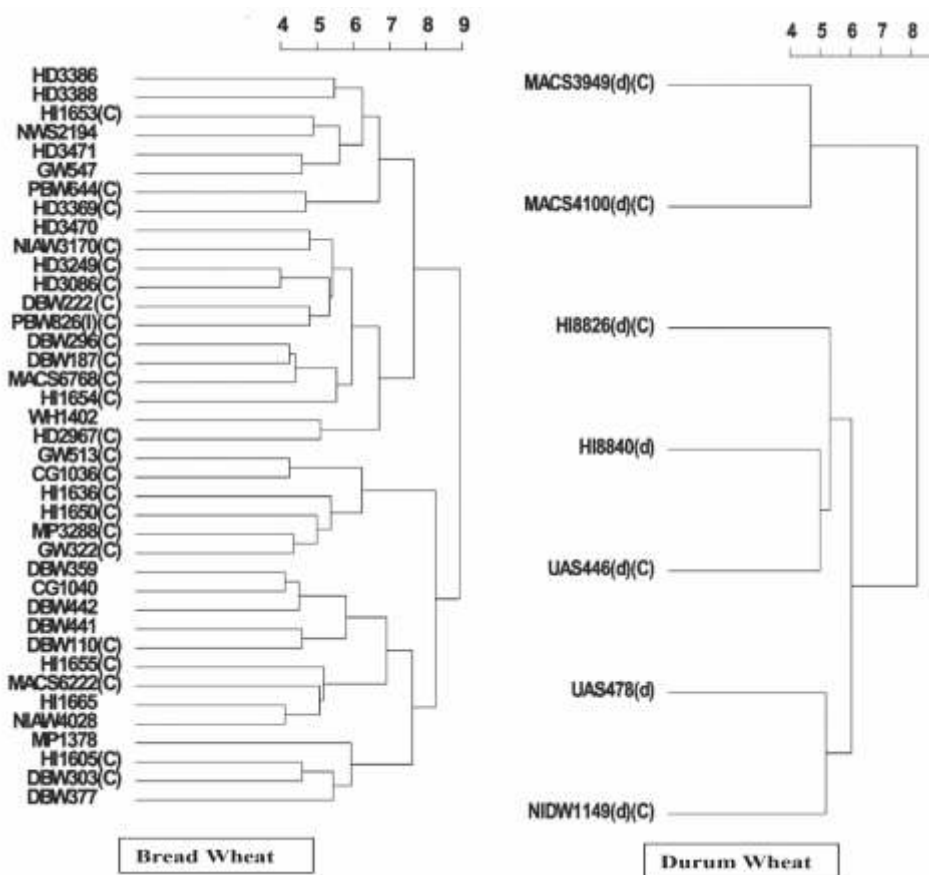 4 5 6 7 8 9
HD3386
HD3388
HI1653(C)
NWS2194
HD3471
GW547
PBW644(C)
HD3369(C)
HD3470
NIAW3170(C)
HD3249(C)
HD3086(C)
DBW222(C)
PBW826(I)(C)
DBW296(C)
DBW187(C)
MACS6768(C)
HI1654(C)
WH1402
HD2967(C)
GW513(C)
CG1036(C)
HI1636(C)
HI1650(C)
MP3288(C)
GW322(C)
DBW359
CG1040
DBW442
DBW441
DBW110(C)
HI1655(C)
MACS6222(C)
HI1665
NIAW4028
MP1378
HI1605(C)
DBW303(C)
DBW377
Bread Wheat
4 5 6 7 8
MACS3949(d)(C)
MACS4100(d)(C)
HI8826(d)(C)
HI8840(d)
UAS446(d)(C)
UAS478(d)
NIDW1149(d)(C)
Durum Wheat